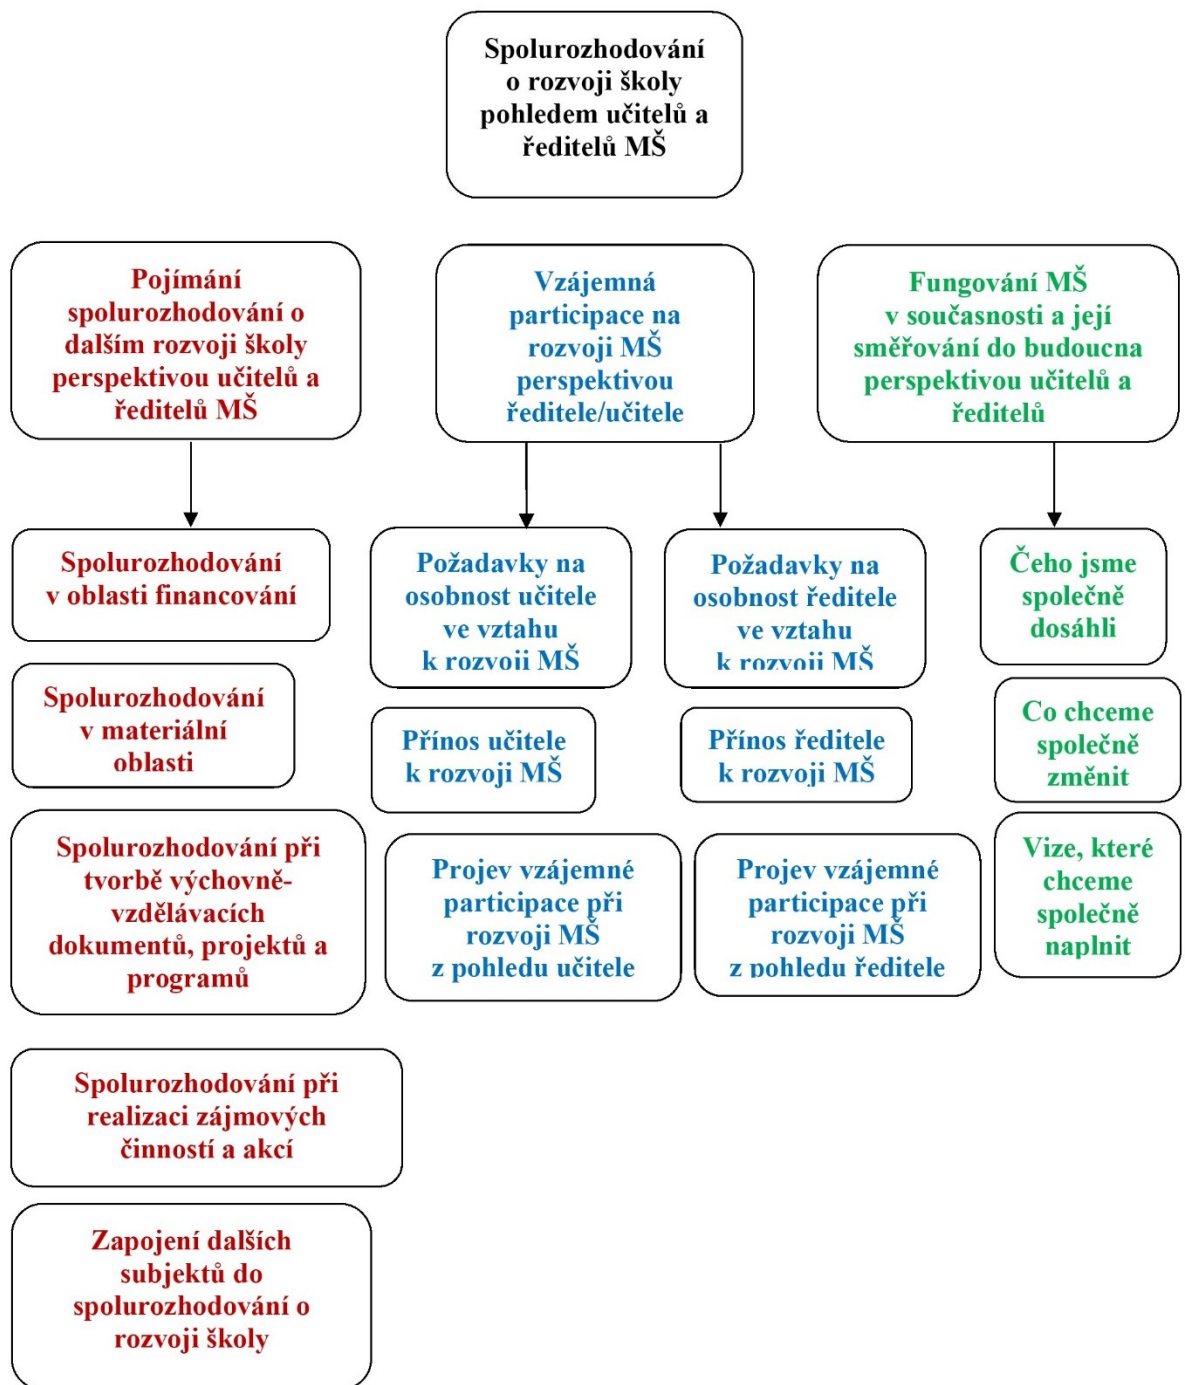 Spolurozhodování
o rozvoji školy
pohledem učitelů a
ředitelů MŠ
Pojímání
spolurozhodování o
dalším rozvoji školy
perspektivou učitelů a
ředitelů MŠ
Vzájemná
participace na
rozvoji MŠ
perspektivou
ředitele/učitele
Fungování MŠ
v současnosti a její
směřování do budoucna
perspektivou učitelů a
ředitelů
Spolurozhodování
v oblasti financování
Spolurozhodování
v materiální
oblasti
Spolurozhodování při
tvorbě výchovně-
vzdělávacích
dokumentů, projektů a
programů
Spolurozhodování při
realizaci zájmových
činností a akcí
Zapojení dalších
subjektů do
spolurozhodování o
rozvoji školy
Požadavky na
osobnost učitele
ve vztahu
k rozvoji MŠ
Přínos učitele
k rozvoji MŠ
Projev vzájemné
participace při
rozvoji MŠ
z pohledu učitele
Požadavky na
osobnost ředitele
ve vztahu
k rozvoji MŠ
Přínos ředitele
k rozvoji MŠ
Projev vzájemné
participace při
rozvoji MŠ
z pohledu ředitele
Čeho jsme
společně
dosáhli
Co chceme
společně
změnit
Vize, které
chceme
společně
naplnit